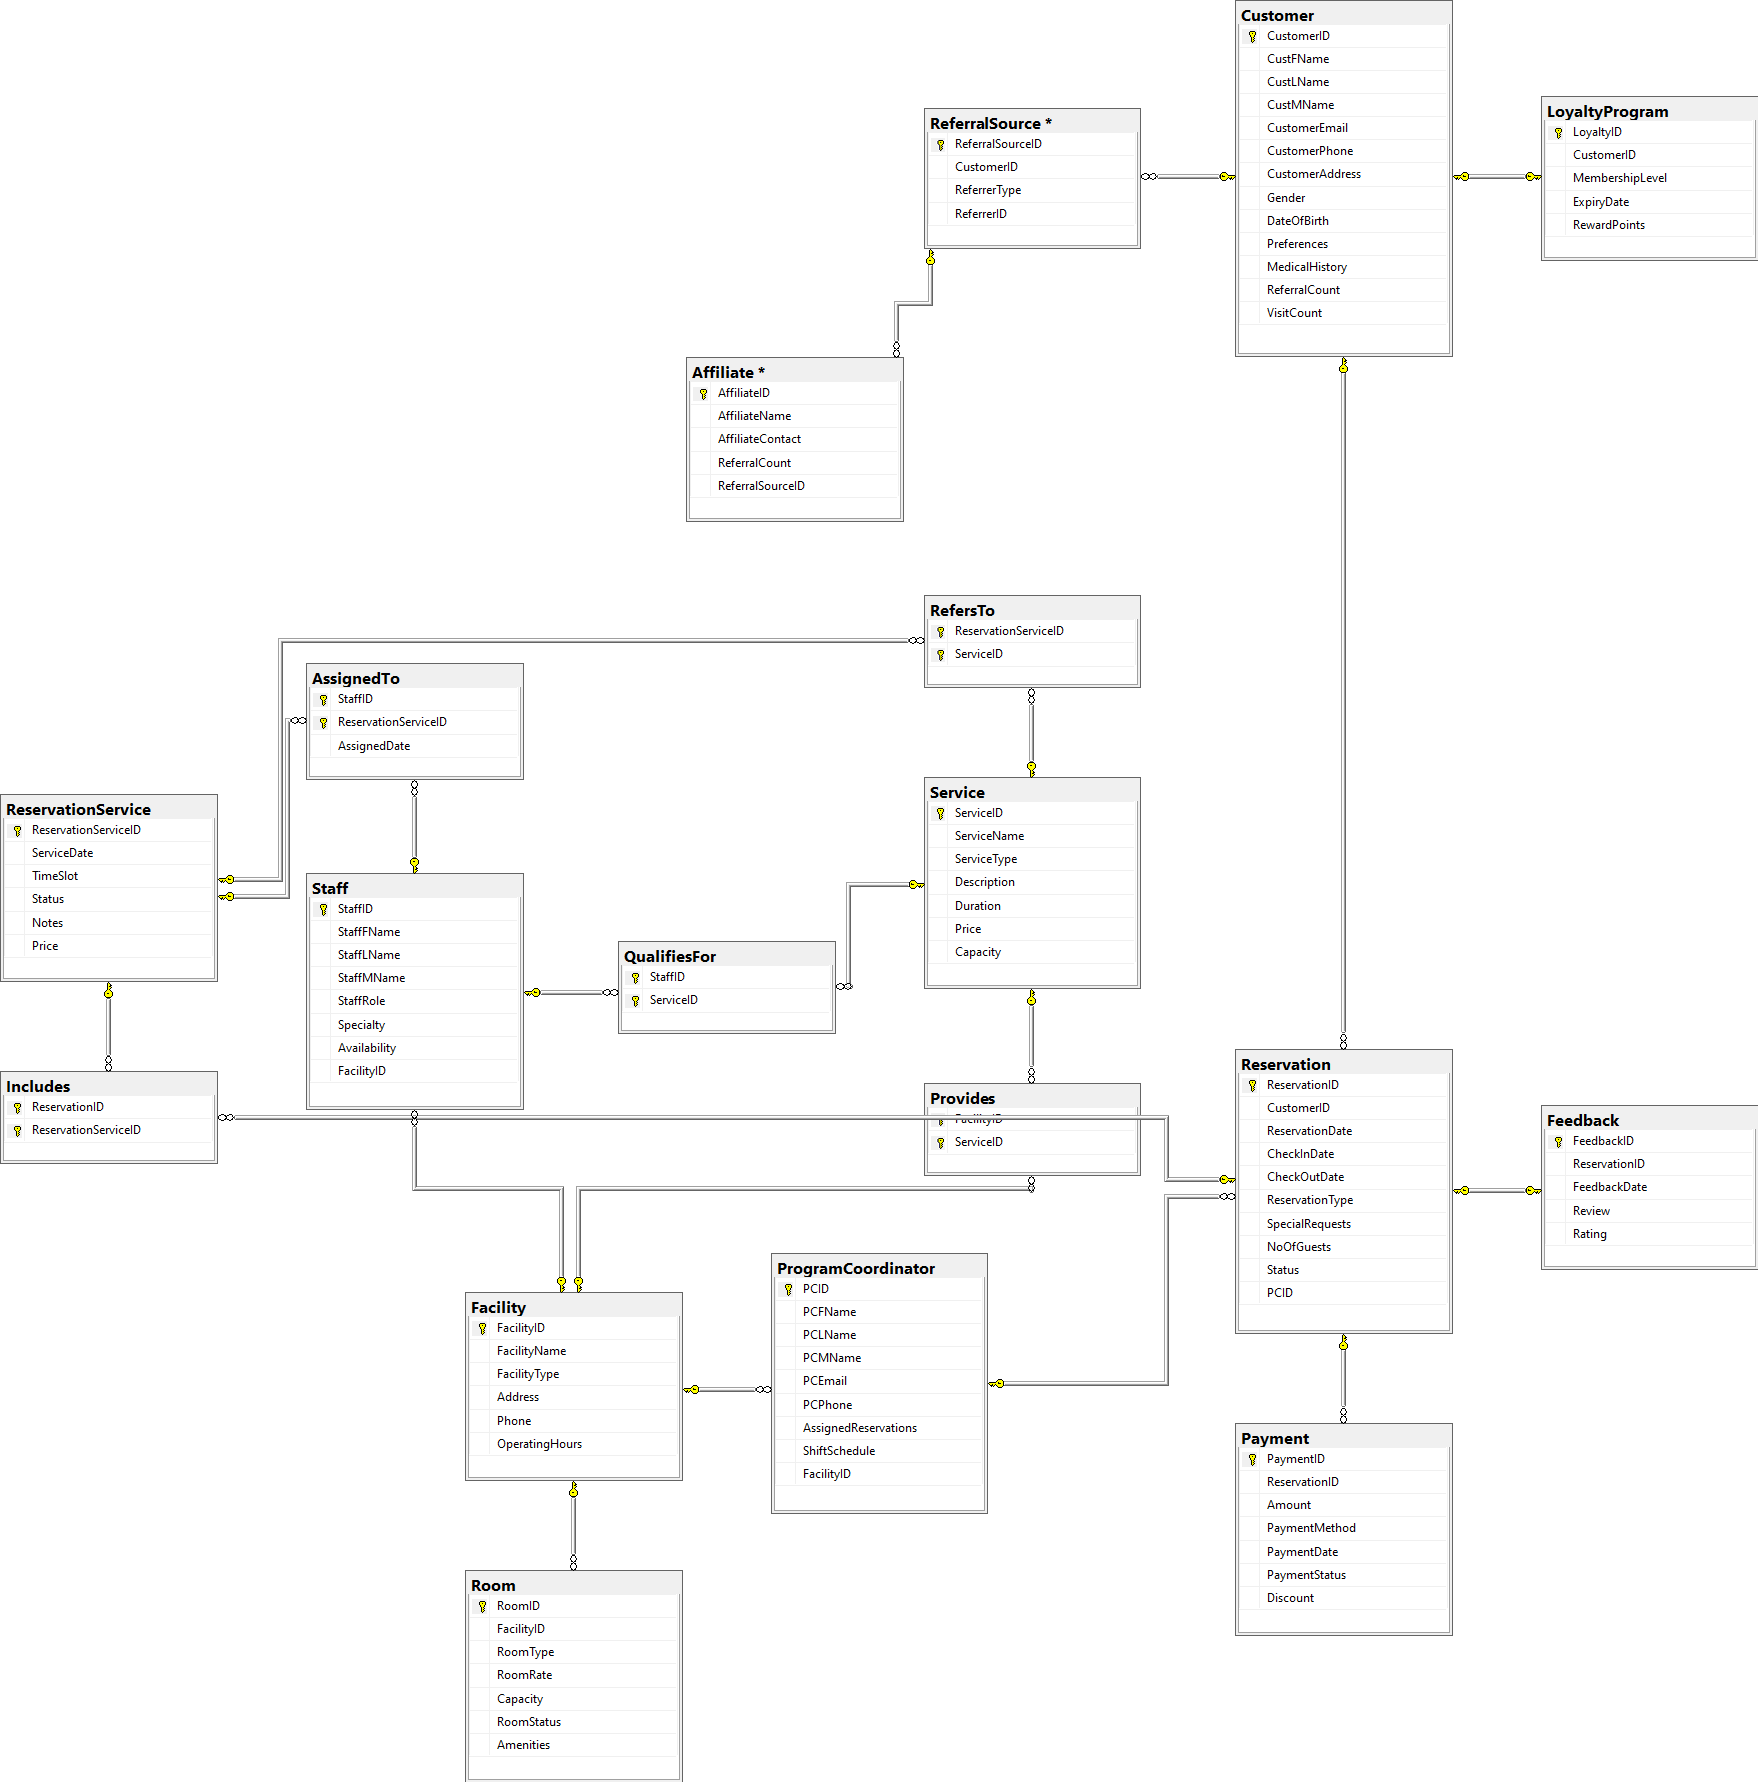 Customer
CustomerID
CustFName
CustLName
CustMName
CustomerEmail
CustomerPhone
CustomerAddress
Gender
DateOfBirth
Preferences
MedicalHistory
ReferralCount
VisitCount
LoyaltyProgram
LoyaltyID
CustomerID
MembershipLevel
ExpiryDate
RewardPoints
ReferralSource *
ReferralSourceID
CustomerID
ReferrerType
ReferrerID
Affiliate *
AffiliateID
AffiliateName
AffiliateContact
ReferralCount
ReferralSourceID
RefersTo
ReservationServiceID
ServiceID
AssignedTo
StaffID
ReservationServiceID
AssignedDate
ReservationService
ReservationServiceID
ServiceDate
TimeSlot
Status
Notes
Price
Staff
StaffID
StaffFName
StaffLName
StaffMName
StaffRole
Specialty
Availability
FacilityID
QualifiesFor
StaffID
ServiceID
Service
ServiceID
ServiceName
ServiceType
Description
Duration
Price
Capacity
Includes
ReservationID
ReservationServiceID
Provides
FacilityID
ServiceID
Reservation
ReservationID
CustomerID
ReservationDate
CheckInDate
CheckOutDate
ReservationType
SpecialRequests
NoOfGuests
Status
PCID
Feedback
FeedbackID
ReservationID
FeedbackDate
Review
Rating
Facility
FacilityID
FacilityName
FacilityType
Address
Phone
OperatingHours
ProgramCoordinator
PCID
PCFName
PCLName
PCMName
PCEmail
PCPhone
AssignedReservations
ShiftSchedule
FacilityID
Payment
PaymentID
ReservationID
Amount
PaymentMethod
PaymentDate
PaymentStatus
Discount
Room
RoomID
FacilityID
RoomType
RoomRate
Capacity
RoomStatus
Amenities